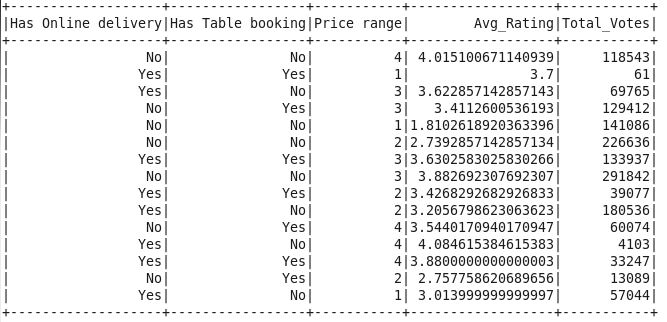 +-------------------+-----------------+-----------+------------------+-----------+
|Has Online delivery|Has Table booking|Price range|        Avg_Rating|Total_Votes|
+-------------------+-----------------+-----------+------------------+-----------+
|                 No|               No|          4| 4.015100671140939|     118543|
|                Yes|              Yes|          1|               3.7|         61|
|                Yes|               No|          3| 3.622857142857143|      69765|
|                 No|              Yes|          3|   3.4112600536193|     129412|
|                 No|               No|          1|1.8102618920363396|     141086|
|                 No|               No|          2|2.7392857142857134|     226636|
|                Yes|              Yes|          3|3.6302583025830266|     133937|
|                 No|               No|          3| 3.882692307692307|     291842|
|                Yes|              Yes|          2|3.4268292682926833|      39077|
|                Yes|               No|          2|3.2056798623063623|     180536|
|                 No|              Yes|          4|3.5440170940170947|      60074|
|                Yes|               No|          4| 4.084615384615383|       4103|
|                Yes|              Yes|          4|3.8800000000000003|      33247|
|                 No|              Yes|          2| 2.757758620689656|      13089|
|                Yes|               No|          1| 3.013999999999997|      57044|
+-------------------+-----------------+-----------+------------------+-----------+